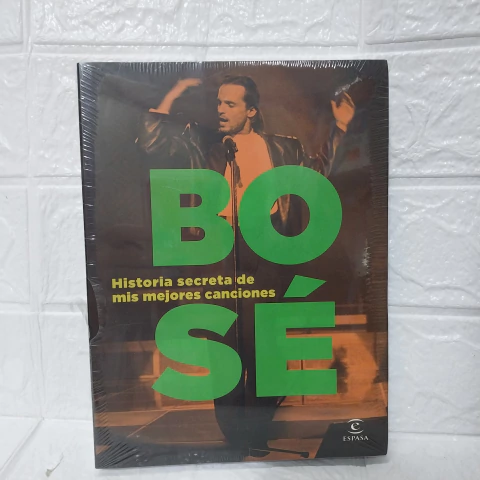 BO
Historia secreta de
mis mejores canciones
SÉ
e
ESPASA